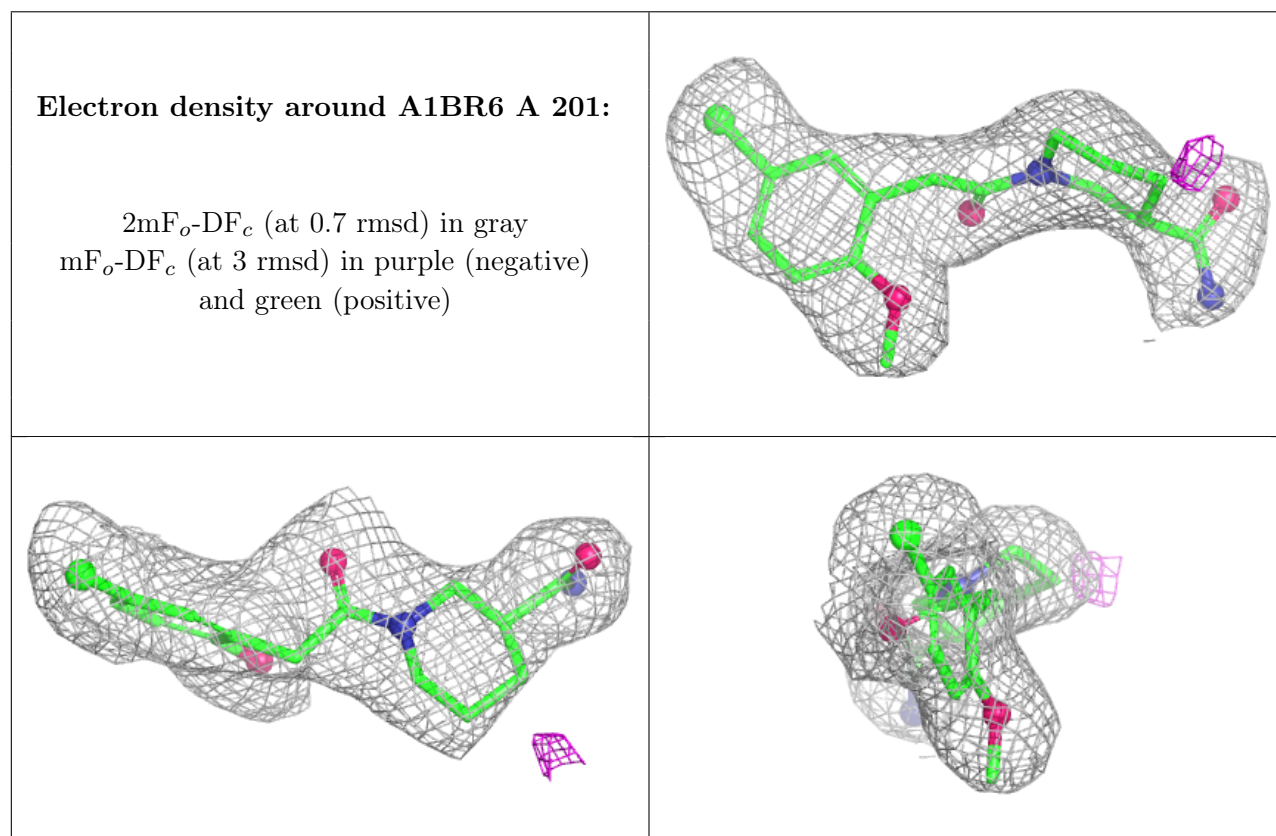 Electron density around A1BR6 A 201:
2mFo-DFc (at 0.7 rmsd) in gray
mFo-DFc (at 3 rmsd) in purple (negative)
and green (positive)